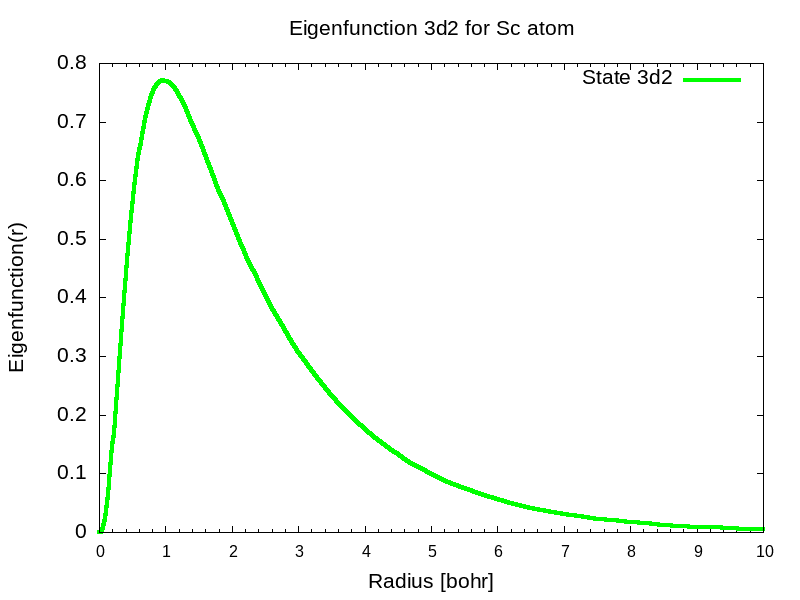 Eigenfunction 3d2 for Sc atom
State 3d2
Eigenfunction(r)
0.8
0.7
0.6
0.5
0.4
0.3
0.2
0.1
0
0 1 2 3 4 5 6 7 8 9 10
Radius [bohr]